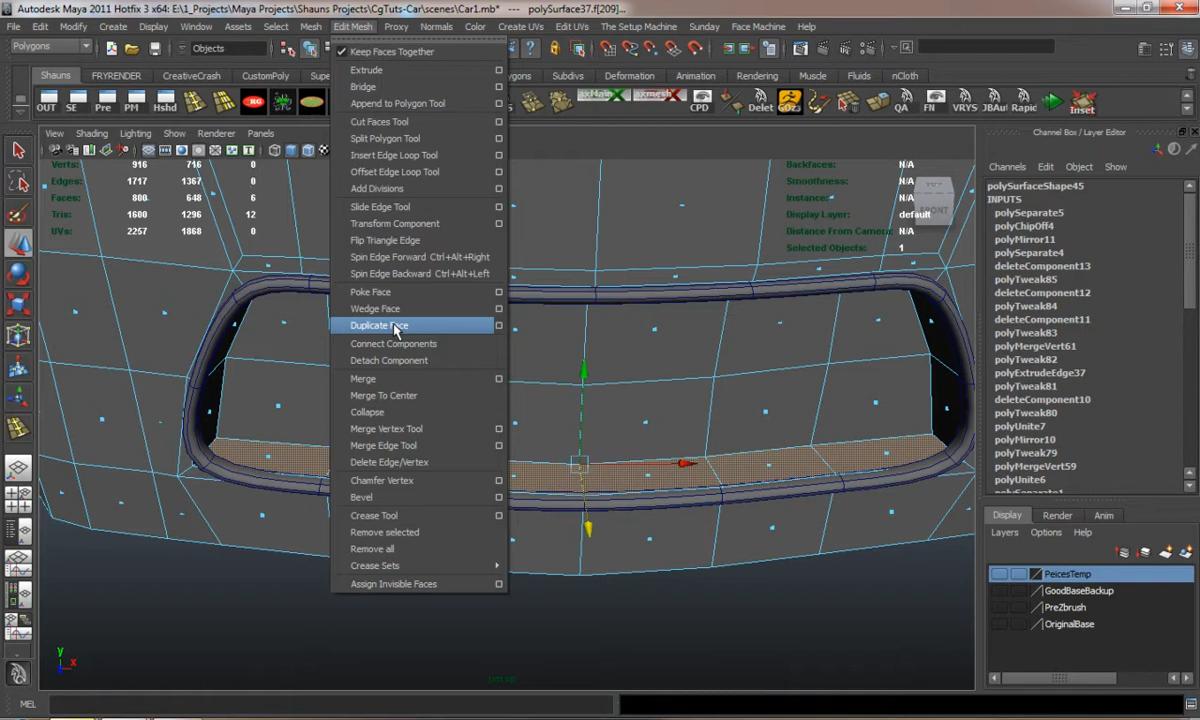 Autodesk Maya 2011 Hotfix 3 x64: E:\1_Projects\Maya Projects\Shauns Projects\CgTuts-Car\scenes\Car1.mb* --- polySurface37.f[209]...
File Edit Modify Create Display Window Assets Select Mesh Edit Mesh Proxy Normals Color Create UVs Edit UVs Muscle Help
Polygons Objects
Shauns FRYRENDER CreativeCrash CustomPoly Polygons Subdivs Deformation Animation Rendering Muscle Fluids nCloth
OUT SE Pre PM Hshd CPD Delet GOZ QA FN VRYS JBAut Rapic Inset
View Shading Lighting Show Renderer Panels
Verts: 916 716 0
Edges: 1717 1367 0
Faces: 800 648 6
Tris: 1600 1296 12
UVs: 2257 1868 0
Keep Faces Together
Extrude
Bridge
Append to Polygon Tool
Cut Faces Tool
Split Polygon Tool
Insert Edge Loop Tool
Offset Edge Loop Tool
Add Divisions
Slide Edge Tool
Transform Component
Flip Triangle Edge
Spin Edge Forward Ctrl+Alt+Right
Spin Edge Backward Ctrl+Alt+Left
Poke Face
Wedge Face
Duplicate Face
Connect Components
Detach Component
Merge
Merge To Center
Collapse
Merge Vertex Tool
Merge Edge Tool
Delete Edge/Vertex
Chamfer Vertex
Bevel
Crease Tool
Remove selected
Remove all
Crease Sets
Assign Invisible Faces
Backfaces: N/A
Smoothness: N/A
Instance: N/A
Display Layer: default
Distance From Camera: N/A
Selected Objects: 1
FRONT
Channel Box / Layer Editor
Channels Edit Object Show
polySurfaceShape45
INPUTS
polySeparate5
polyChipOff4
polyMirror11
polyMirror4
deleteComponent13
polyTweak85
deleteComponent12
polyTweak84
deleteComponent11
polyTweak83
polyMergeVert61
polyTweak82
polyExtrudeEdge37
polyTweak81
deleteComponent10
polyTweak80
polyUnite7
polyMirror10
polyTweak79
polyMergeVert59
polyUnite6
polySeparate1
Display Render Anim
Layers Options Help
PeicesTemp
GoodBaseBackup
PreZbrush
OriginalBase
y
x
persp
MEL